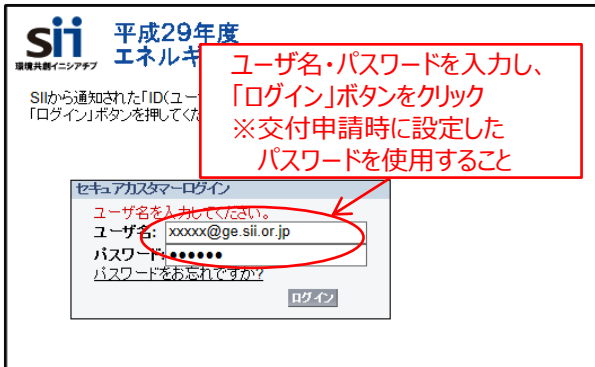 sii
環境共創イニシアチブ
平成29年度
エネルギ
ユーザ名・パスワードを入力し、
「ログイン」ボタンをクリック
※交付申請時に設定した
パスワードを使用すること
SIIから通知された「ID(ユー
「ログイン」ボタンを押してくだ
セキュアカスタマーログイン
ユーザ名を入力してください。
ユーザ名: xxxxx@ge.sii.or.jp
パスワード: ●●●●●●
パスワードをお忘れですか?
ログイン